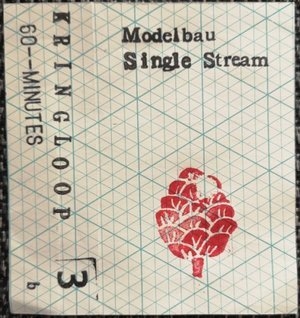 Modelbau
Single Stream
KRINGLOOP 3
60-MINUTES
b